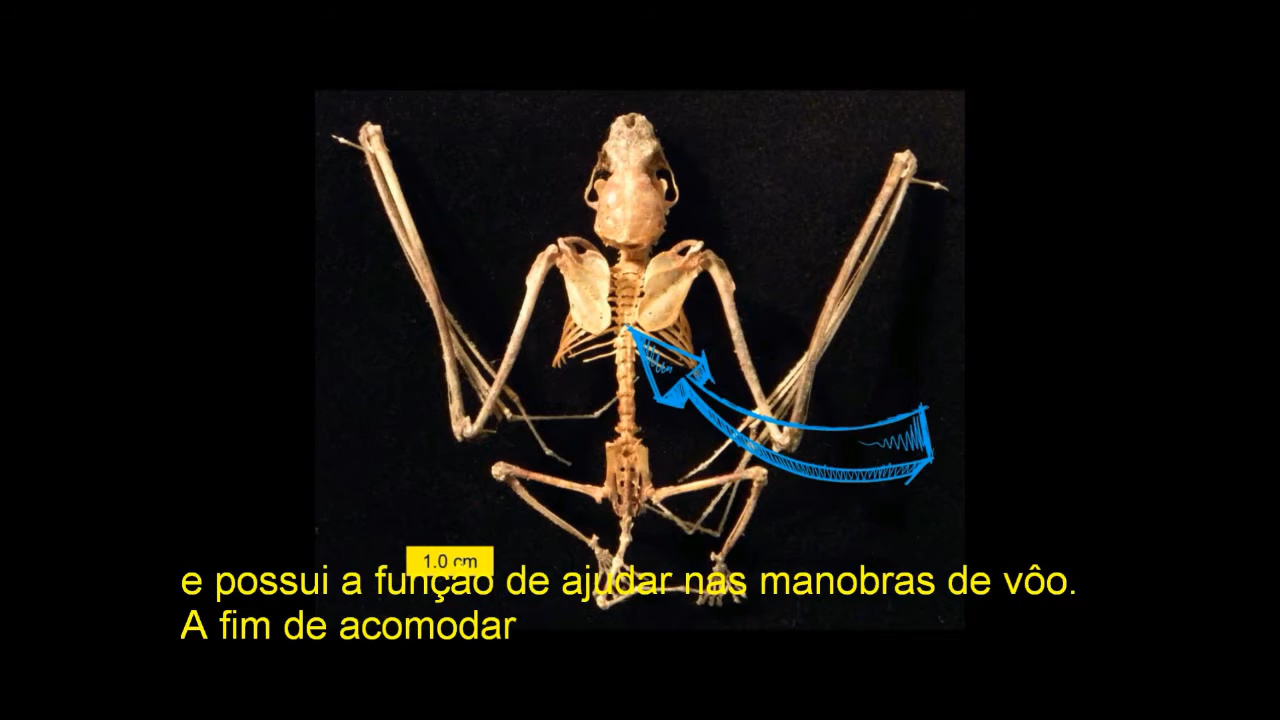 1.0 cm
e possui a função de ajudar nas manobras de vôo.
A fim de acomodar